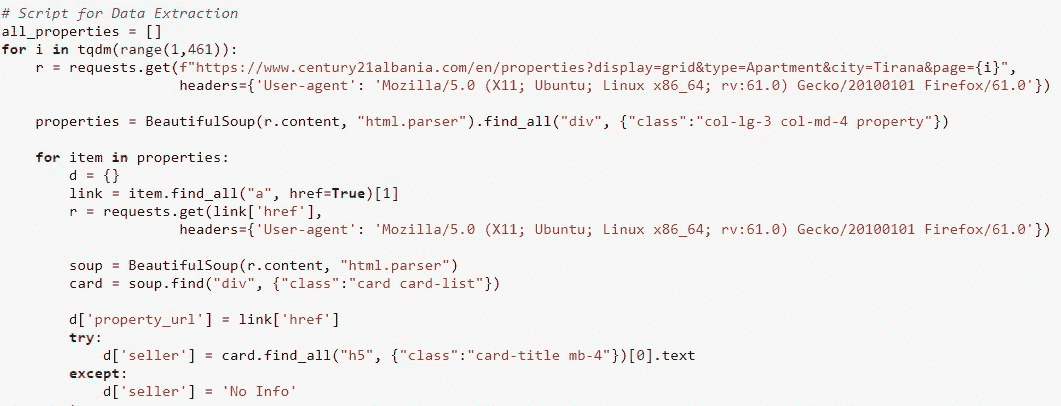 # Script for Data Extraction
all_properties = []
for i in tqdm(range(1,461)):
    r = requests.get(f"https://www.century21albania.com/en/properties?display=grid&type=Apartment&city=Tirana&page={i}",
                     headers={'User-agent': 'Mozilla/5.0 (X11; Ubuntu; Linux x86_64; rv:61.0) Gecko/20100101 Firefox/61.0'})
    properties = BeautifulSoup(r.content, "html.parser").find_all("div", {"class":"col-lg-3 col-md-4 property"})
    for item in properties:
        d = {}
        link = item.find_all("a", href=True)[1]
        r = requests.get(link['href'],
                     headers={'User-agent': 'Mozilla/5.0 (X11; Ubuntu; Linux x86_64; rv:61.0) Gecko/20100101 Firefox/61.0'})
        soup = BeautifulSoup(r.content, "html.parser")
        card = soup.find("div", {"class":"card card-list"})
        d['property_url'] = link['href']
        try:
            d['seller'] = card.find_all("h5", {"class":"card-title mb-4"})[0].text
        except:
            d['seller'] = 'No Info'